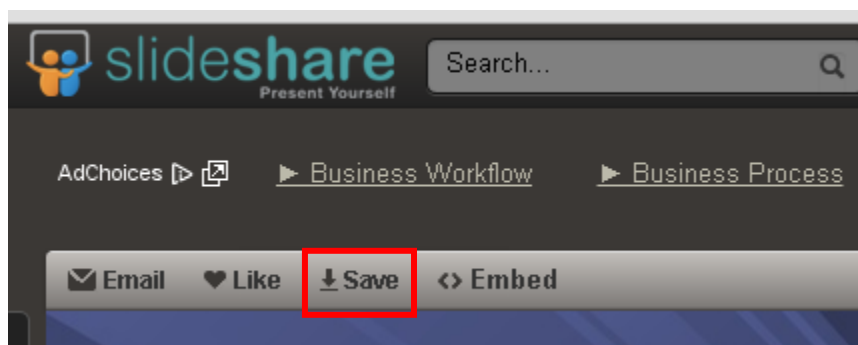 slideshare
Present Yourself
Search...
AdChoices
► Business Workflow
► Business Process
Email
Like
Save
<> Embed